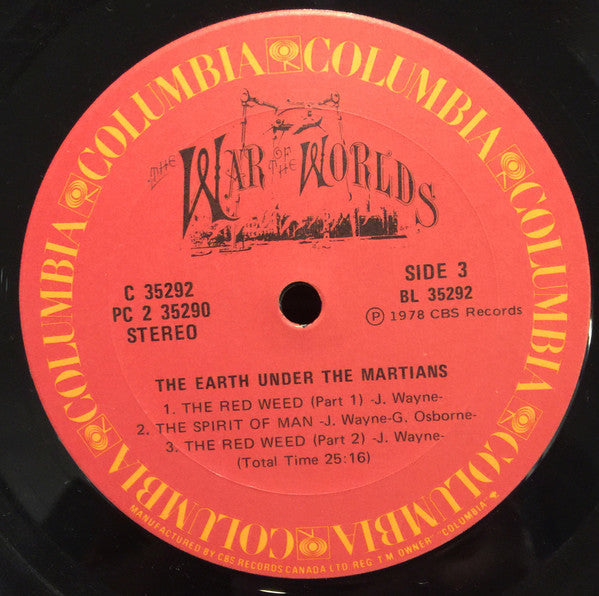 COLUMBIA COLUMBIA COLUMBIA COLUMBIA COLUMBIA COLUMBIA
THE WAR OF THE WORLDS
C 35292
PC 2 35290
STEREO
SIDE 3
BL 35292
Ⓟ 1978 CBS Records
THE EARTH UNDER THE MARTIANS
1. THE RED WEED (Part 1) -J. Wayne-
2. THE SPIRIT OF MAN -J. Wayne-G. Osborne-
3. THE RED WEED (Part 2) -J. Wayne-
(Total Time 25:16)
MANUFACTURED BY CBS RECORDS CANADA LTD. REG. T.M. OWNER "COLUMBIA"